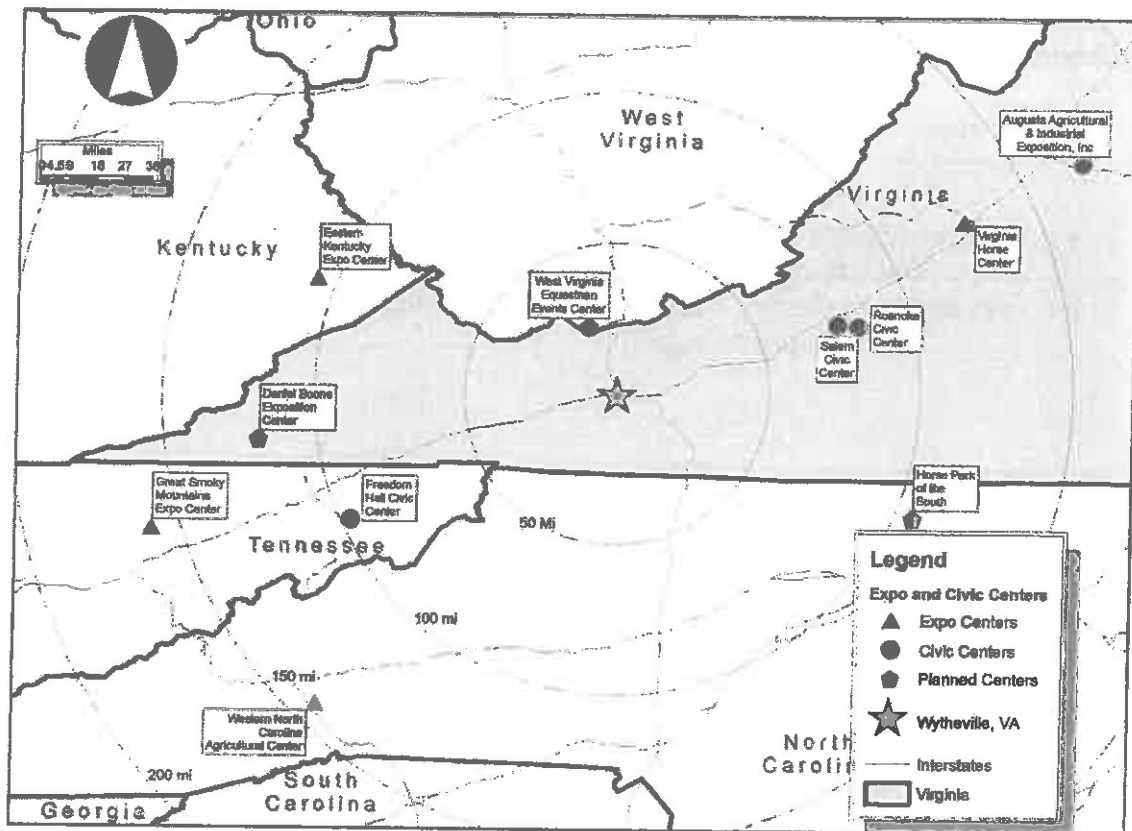 Ohio
West
Virginia
Augusta Agricultural
& Industrial
Exposition, Inc
Miles
18 27 36
Virginia
Kentucky
Eastern
Kentucky
Expo Center
Virginia
Horse
Center
West Virginia
Equestrian
Events Center
Roanoke
Civic
Center
Salem
Civic
Center
Daniel Boone
Exposition
Center
Great Smoky
Mountains
Expo Center
Freedom
Hall Civic
Center
Horse Park
of the
South
50 Mi
Tennessee
Legend
Expo and Civic Centers
Expo Centers
Civic Centers
Planned Centers
Wytheville, VA
Interstates
Virginia
100 mi
150 mi
Western North
Carolina
Agricultural Center
North
200 mi
South
Carolina
Georgia